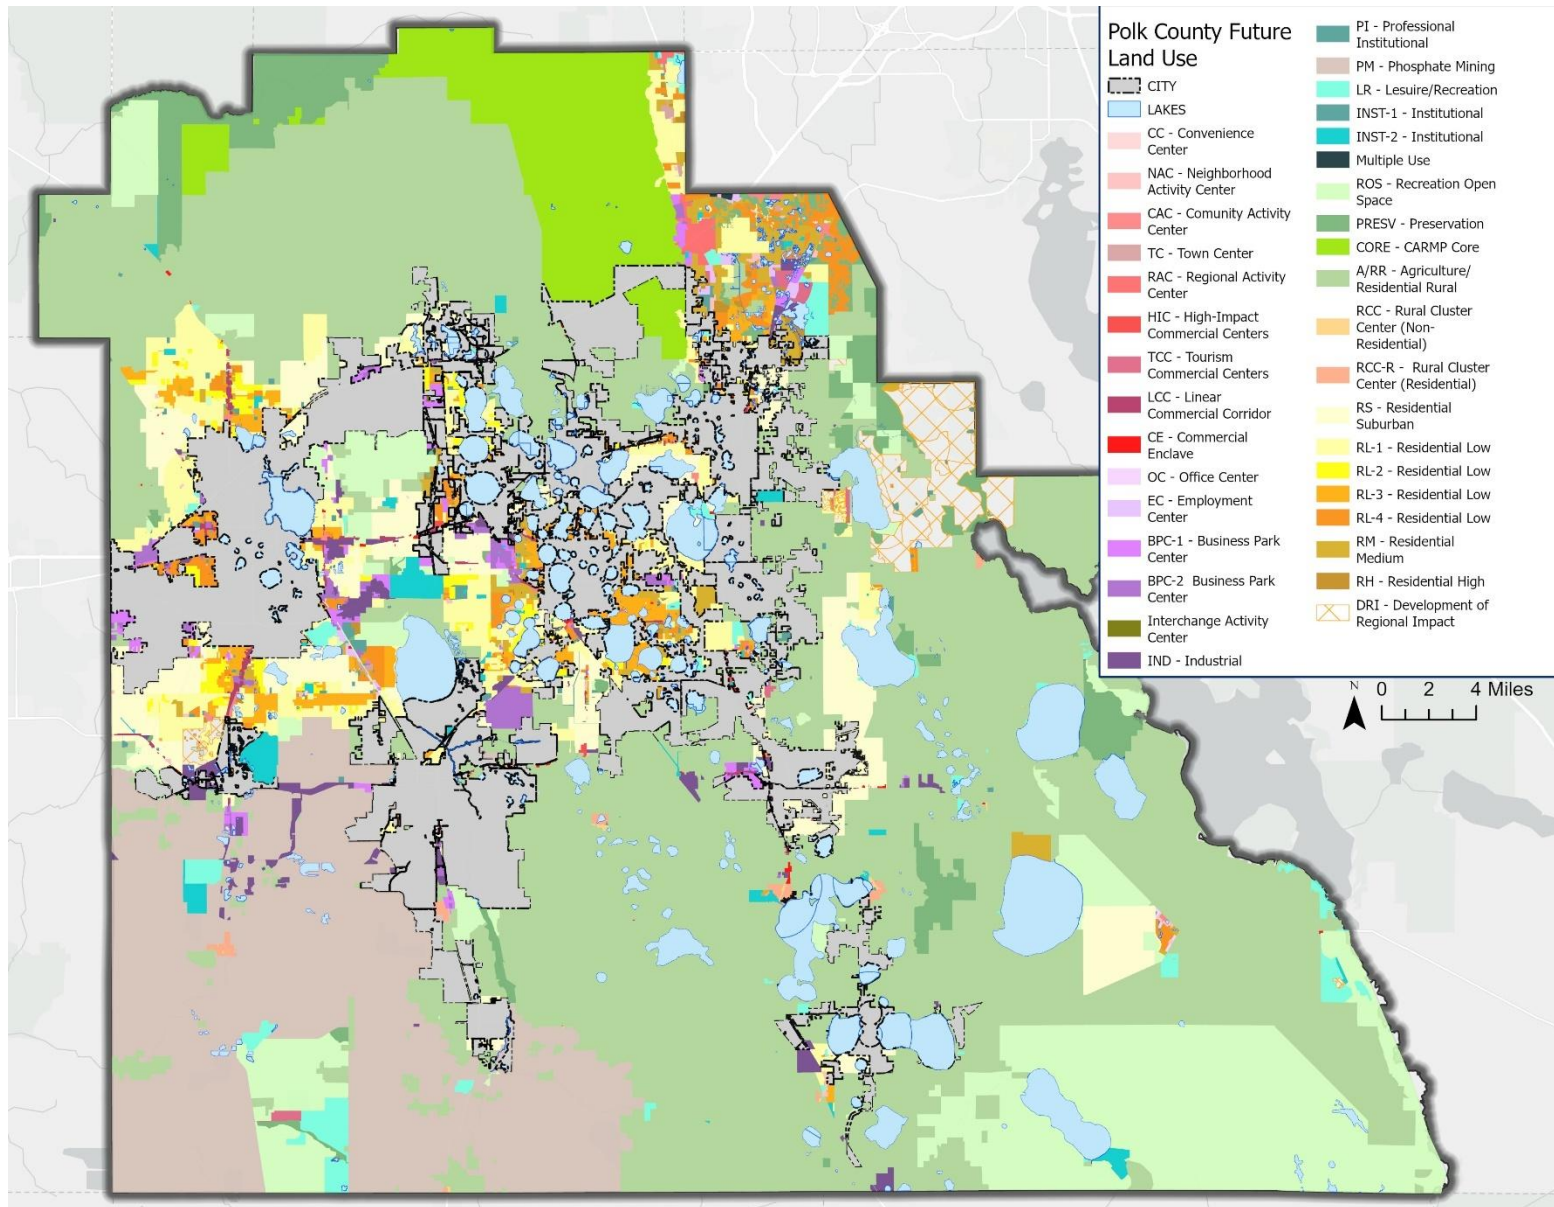 Polk County Future
Land Use
CITY
LAKES
CC - Convenience
Center
NAC - Neighborhood
Activity Center
CAC - Comunity Activity
Center
TC - Town Center
RAC - Regional Activity
Center
HIC - High-Impact
Commercial Centers
TCC - Tourism
Commercial Centers
LCC - Linear
Commercial Corridor
CE - Commercial
Enclave
OC - Office Center
EC - Employment
Center
BPC-1 - Business Park
Center
BPC-2 Business Park
Center
Interchange Activity
Center
IND - Industrial
PI - Professional
Institutional
PM - Phosphate Mining
LR - Lesuire/Recreation
INST-1 - Institutional
INST-2 - Institutional
Multiple Use
ROS - Recreation Open
Space
PRESV - Preservation
CORE - CARMP Core
A/RR - Agriculture/
Residential Rural
RCC - Rural Cluster
Center (Non-
Residential)
RCC-R - Rural Cluster
Center (Residential)
RS - Residential
Suburban
RL-1 - Residential Low
RL-2 - Residential Low
RL-3 - Residential Low
RL-4 - Residential Low
RM - Residential
Medium
RH - Residential High
DRI - Development of
Regional Impact
N
0 2 4 Miles